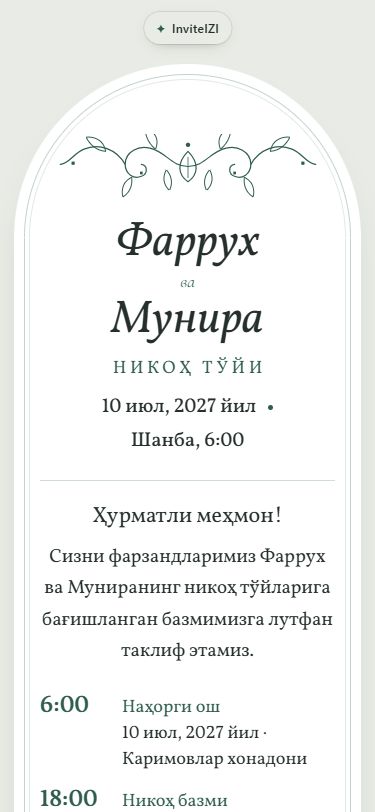 ✦ InviteIZI
Фаррух
ва
Мунира
НИКОҲ ТЎЙИ
10 июл, 2027 йил •
Шанба, 6:00
Ҳурматли меҳмон!
Сизни фарзандларимиз Фаррух
ва Муниранинг никоҳ тўйларига
бағишланган базмимизга лутфан
таклиф этамиз.
6:00 Наҳорги ош
10 июл, 2027 йил ·
Каримовлар хонадони
18:00 Никоҳ базми